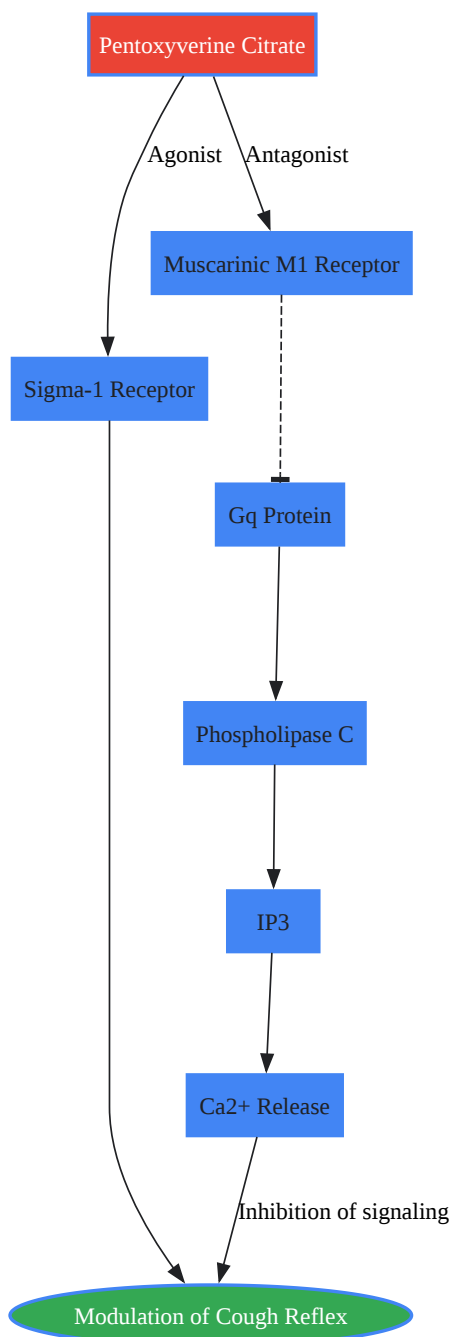 Pentoxyverine Citrate
Agonist
Antagonist
Muscarinic M1 Receptor
Sigma-1 Receptor
Gq Protein
Phospholipase C
IP3
Ca2+ Release
Inhibition of signaling
Modulation of Cough Reflex